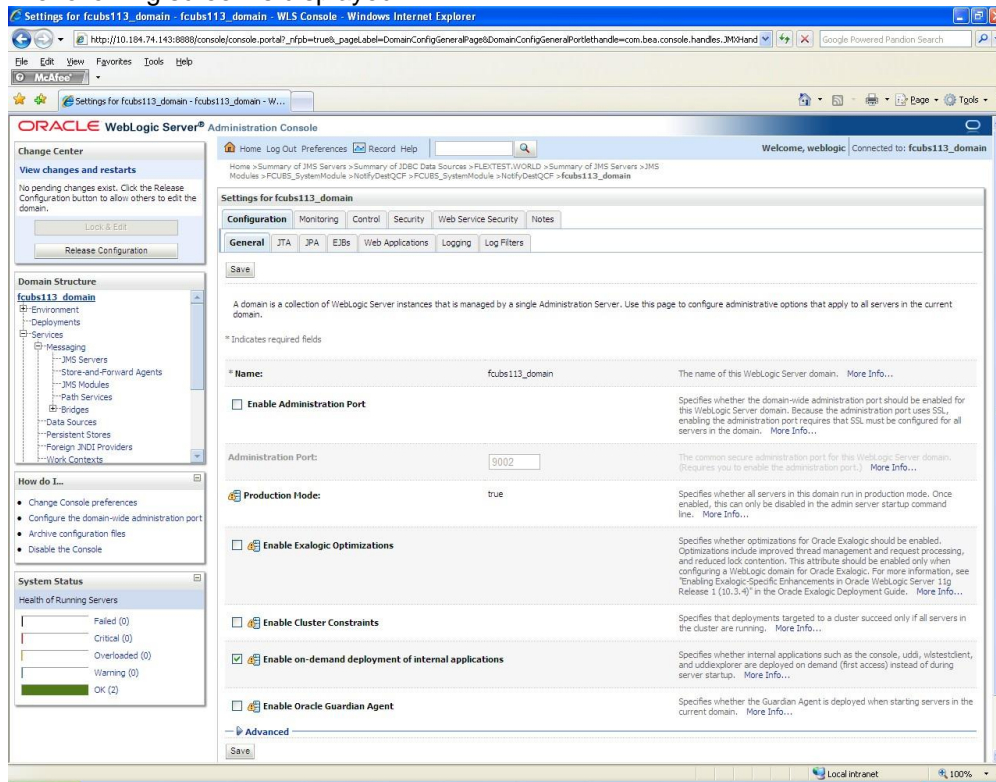 Settings for fcubs113_domain - fcubs113_domain - WLS Console - Windows Internet Explorer
http://10.184.74.143:8888/console/console.portal?_nfpb=true&_pageLabel=DomainConfigGeneralPage&DomainConfigGeneralPortlethandle=com.bea.console.handles.JMXHand
Google Powered Pandion Search
File Edit View Favorites Tools Help
McAfee
Settings for fcubs113_domain - fcubs113_domain - W...
Page Tools
ORACLE WebLogic Server® Administration Console
Change Center
View changes and restarts
No pending changes exist. Click the Release
Configuration button to allow others to edit the
domain.
Lock & Edit
Release Configuration
Domain Structure
fcubs113_domain
Environment
Deployments
Services
Messaging
JMS Servers
Store-and-Forward Agents
JMS Modules
Path Services
Bridges
Data Sources
Persistent Stores
Foreign JNDI Providers
Work Contexts
How do I...
Change Console preferences
Configure the domain-wide administration port
Archive configuration files
Disable the Console
System Status
Health of Running Servers
Failed (0)
Critical (0)
Overloaded (0)
Warning (0)
OK (2)
Home Log Out Preferences Record Help
Welcome, weblogic Connected to: fcubs113_domain
Home >Summary of JMS Servers >Summary of JDBC Data Sources >FLEXTEST.WORLD >Summary of JMS Servers >JMS
Modules >FCUBS_SystemModule >NotifyDestQCF >FCUBS_SystemModule >NotifyDestQCF >fcubs113_domain
Settings for fcubs113_domain
Configuration Monitoring Control Security Web Service Security Notes
General JTA JPA EJBs Web Applications Logging Log Filters
Save
A domain is a collection of WebLogic Server instances that is managed by a single Administration Server. Use this page to configure administrative options that apply to all servers in the current
domain.
* Indicates required fields
* Name: fcubs113_domain The name of this WebLogic Server domain. More Info...
Enable Administration Port
Specifies whether the domain-wide administration port should be enabled for
this WebLogic Server domain. Because the administration port uses SSL,
enabling the administration port requires that SSL must be configured for all
servers in the domain. More Info...
Administration Port: 9002
The common secure administration port for this WebLogic Server domain.
(Requires you to enable the administration port.) More Info...
Production Mode: true
Specifies whether all servers in this domain run in production mode. Once
enabled, this can only be disabled in the admin server startup command
line. More Info...
Enable Exalogic Optimizations
Specifies whether optimizations for Oracle Exalogic should be enabled.
Optimizations include improved thread management and request processing,
and reduced lock contention. This attribute should be enabled only when
configuring a WebLogic domain for Oracle Exalogic. For more information, see
"Enabling Exalogic-Specific Enhancements in Oracle WebLogic Server 11g
Release 1 (10.3.4)" in the Oracle Exalogic Deployment Guide. More Info...
Enable Cluster Constraints
Specifies that deployments targeted to a cluster succeed only if all servers in
the cluster are running. More Info...
Enable on-demand deployment of internal applications
Specifies whether internal applications such as the console, uddi, wlstestclient,
and uddiexplorer are deployed on demand (first access) instead of during
server startup. More Info...
Enable Oracle Guardian Agent
Specifies whether the Guardian Agent is deployed when starting servers in the
current domain. More Info...
Advanced
Save
Local intranet 100%